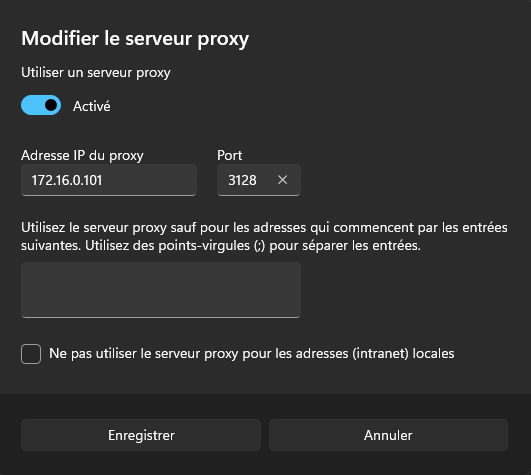 Modifier le serveur proxy
Utiliser un serveur proxy
Activé
Adresse IP du proxy
Port
172.16.0.101
3128
Utilisez le serveur proxy sauf pour les adresses qui commencent par les entrées
suivantes. Utilisez des points-virgules (;) pour séparer les entrées.
Ne pas utiliser le serveur proxy pour les adresses (intranet) locales
Enregistrer
Annuler